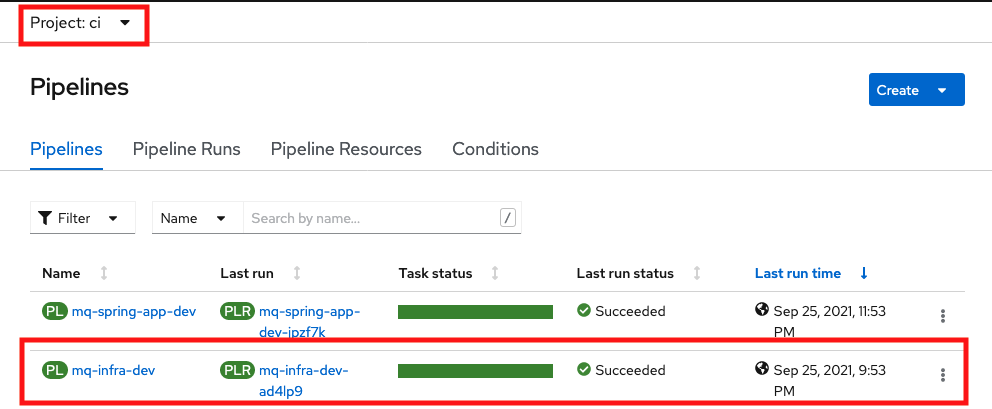 Project: ci
Pipelines
Create
Pipelines Pipeline Runs Pipeline Resources Conditions
Filter Name Search by name... /
Name Last run Task status Last run status Last run time
PL mq-spring-app-dev PLR mq-spring-app- Succeeded Sep 25, 2021, 11:53
dev-jpzf7k PM
PL mq-infra-dev PLR mq-infra-dev- Succeeded Sep 25, 2021, 9:53
ad4lp9 PM